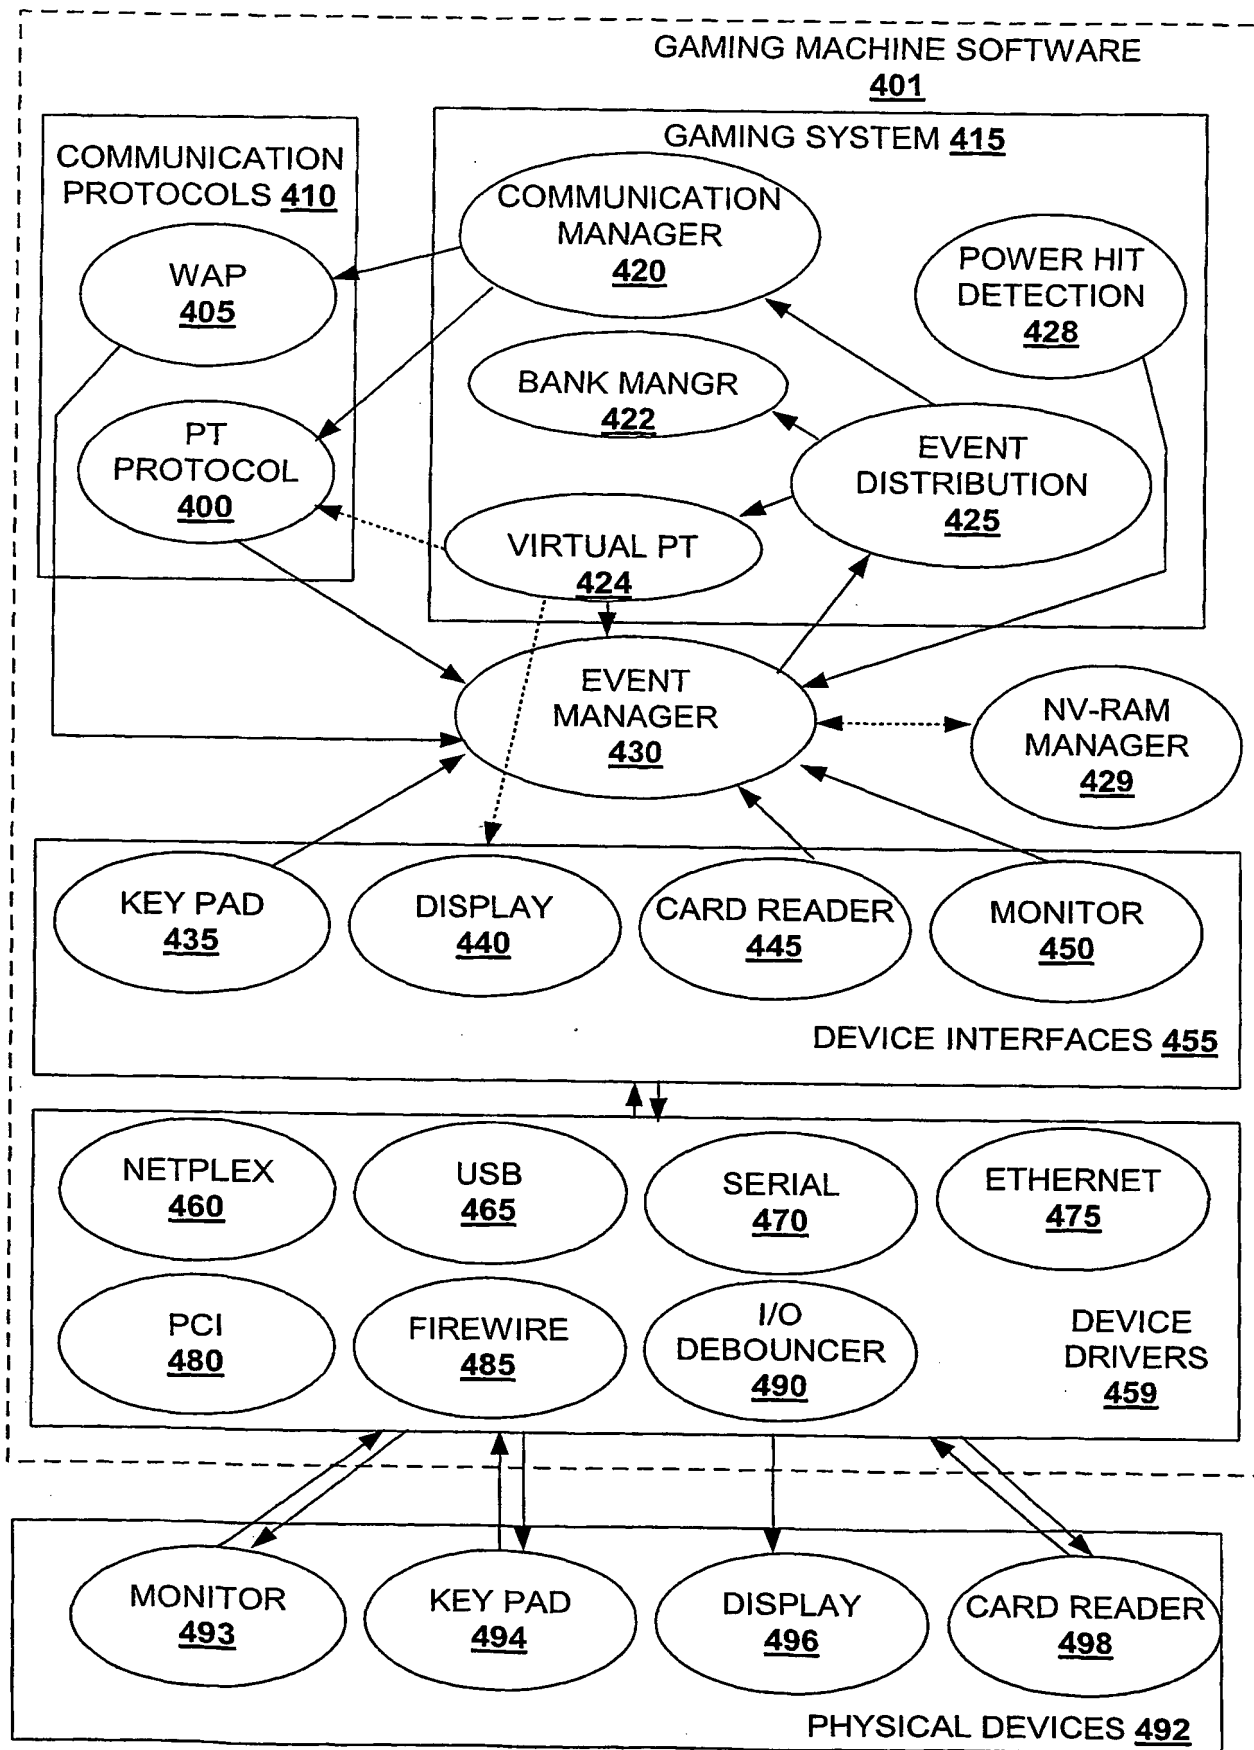 GAMING MACHINE SOFTWARE
401
COMMUNICATION
PROTOCOLS 410
WAP
405
PT
PROTOCOL
400
GAMING SYSTEM 415
COMMUNICATION
MANAGER
420
POWER HIT
DETECTION
428
BANK MANGR
422
EVENT
DISTRIBUTION
425
VIRTUAL PT
424
EVENT
MANAGER
430
NV-RAM
MANAGER
429
KEY PAD
435
DISPLAY
440
CARD READER
445
MONITOR
450
DEVICE INTERFACES 455
NETPLEX
460
USB
465
SERIAL
470
ETHERNET
475
PCI
480
FIREWIRE
485
I/O
DEBOUNCER
490
DEVICE
DRIVERS
459
MONITOR
493
KEY PAD
494
DISPLAY
496
CARD READER
498
PHYSICAL DEVICES 492